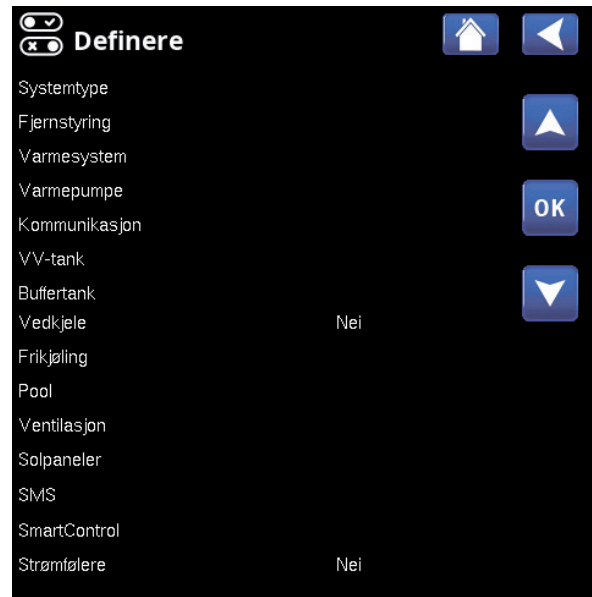 Definere
Systemtype
Fjernstyring
Varmesystem
Varmepumpe
OK
Kommunikasjon
VV-tank
Buffertank
Vedkjele Nei
Frikjøling
Pool
Ventilasjon
Solpaneler
SMS
SmartControl
Strømfølere Nei